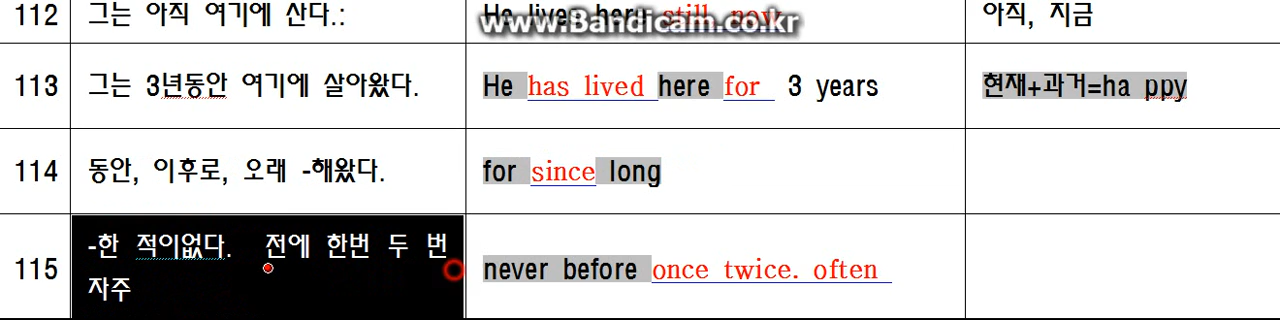 112 그는 아직 여기에 산다.: He lives here still now 아직, 지금
www.Bandicam.co.kr
113 그는 3년동안 여기에 살아왔다. He has lived here for 3 years 현재+과거=ha ppy
114 동안, 이후로, 오래 -해왔다. for since long
115 -한 적이없다. 전에 한번 두 번 never before once twice. often
자주